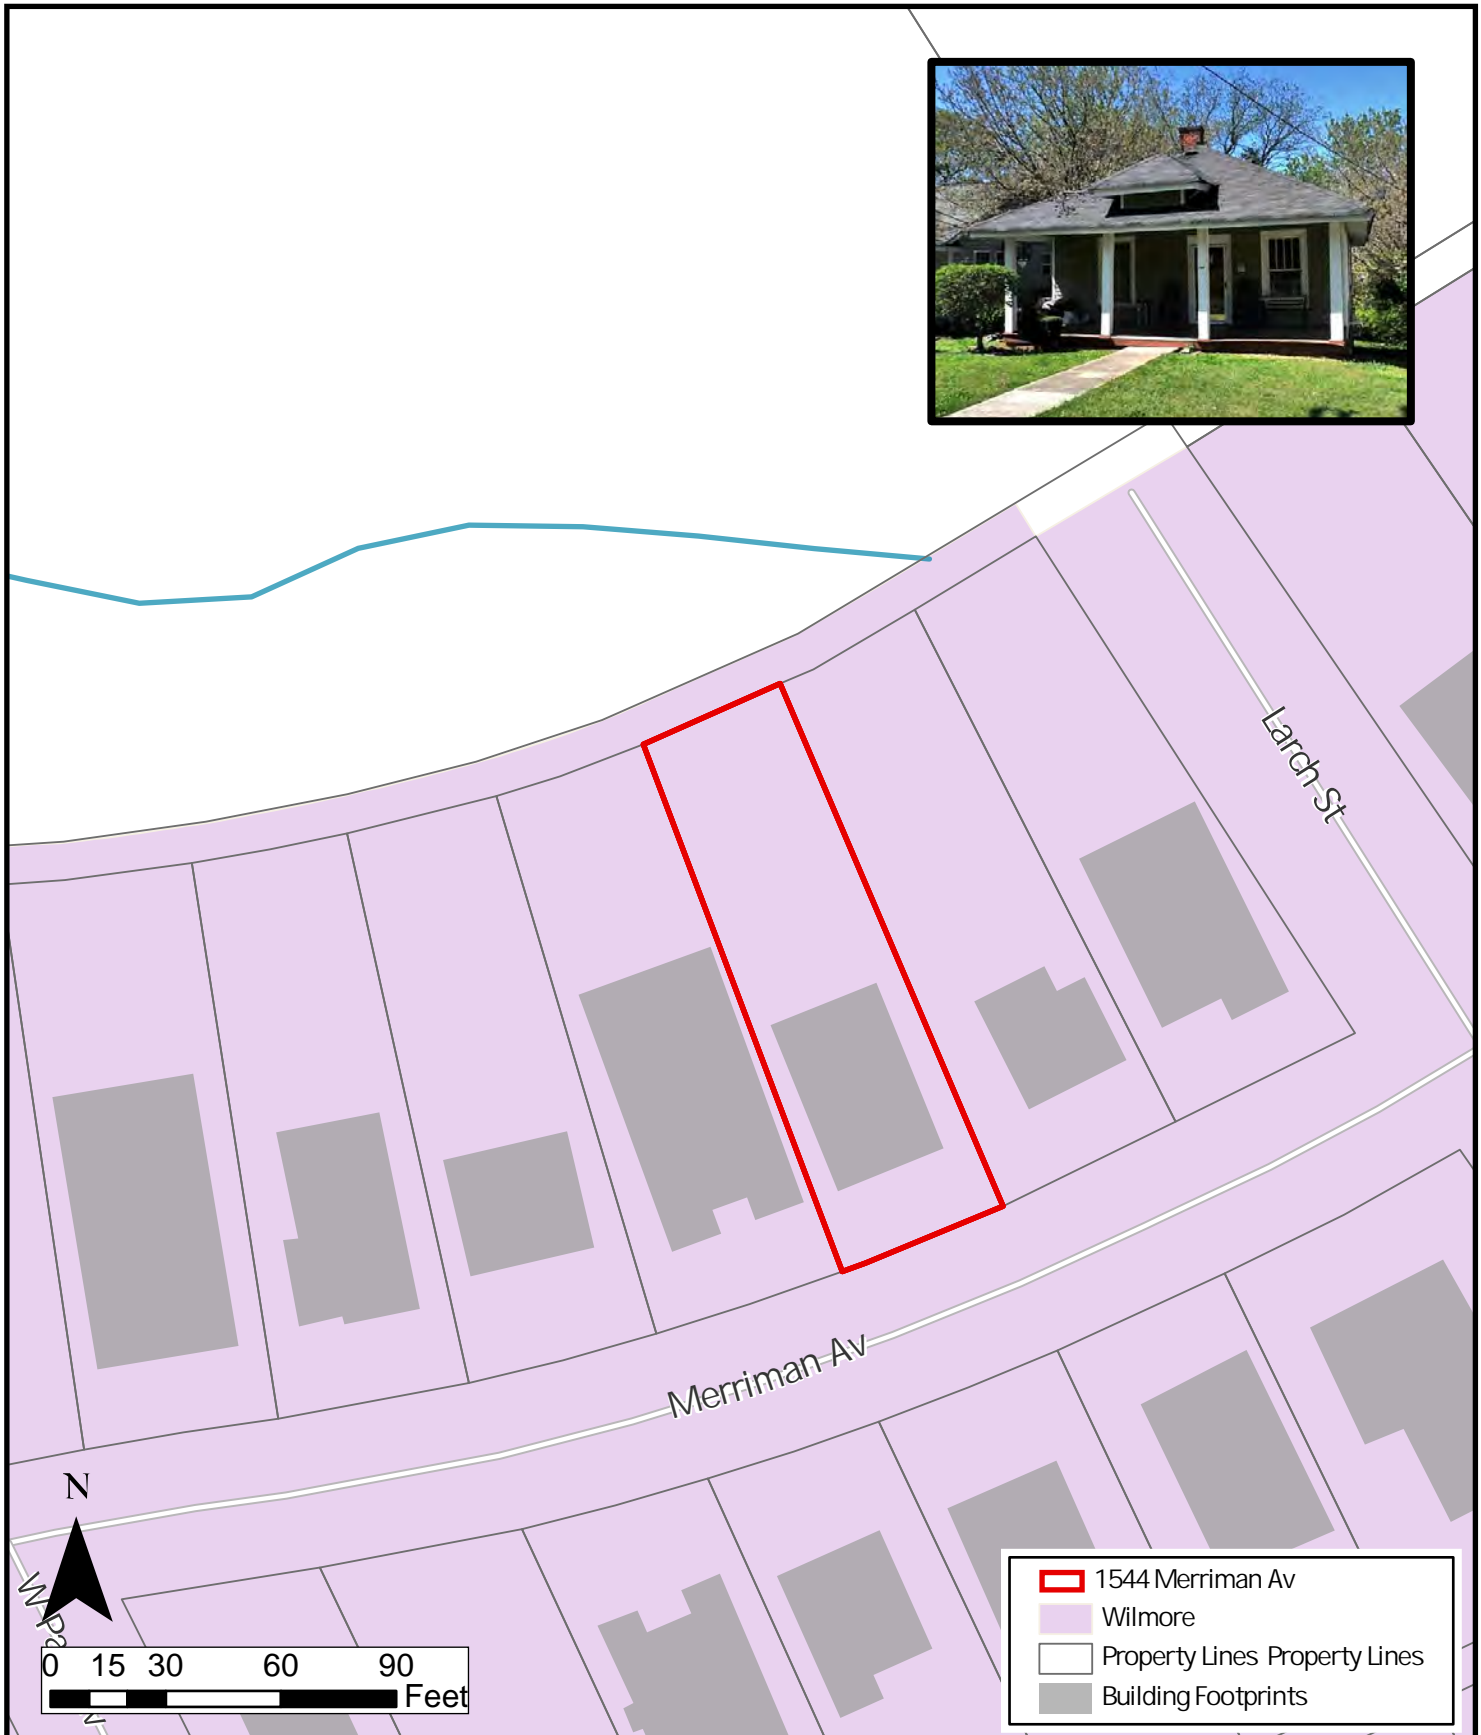 Larch St
Merriman Av
N
W Pa
v
0 15 30 60 90
Feet
1544 Merriman Av
Wilmore
Property Lines Property Lines
Building Footprints